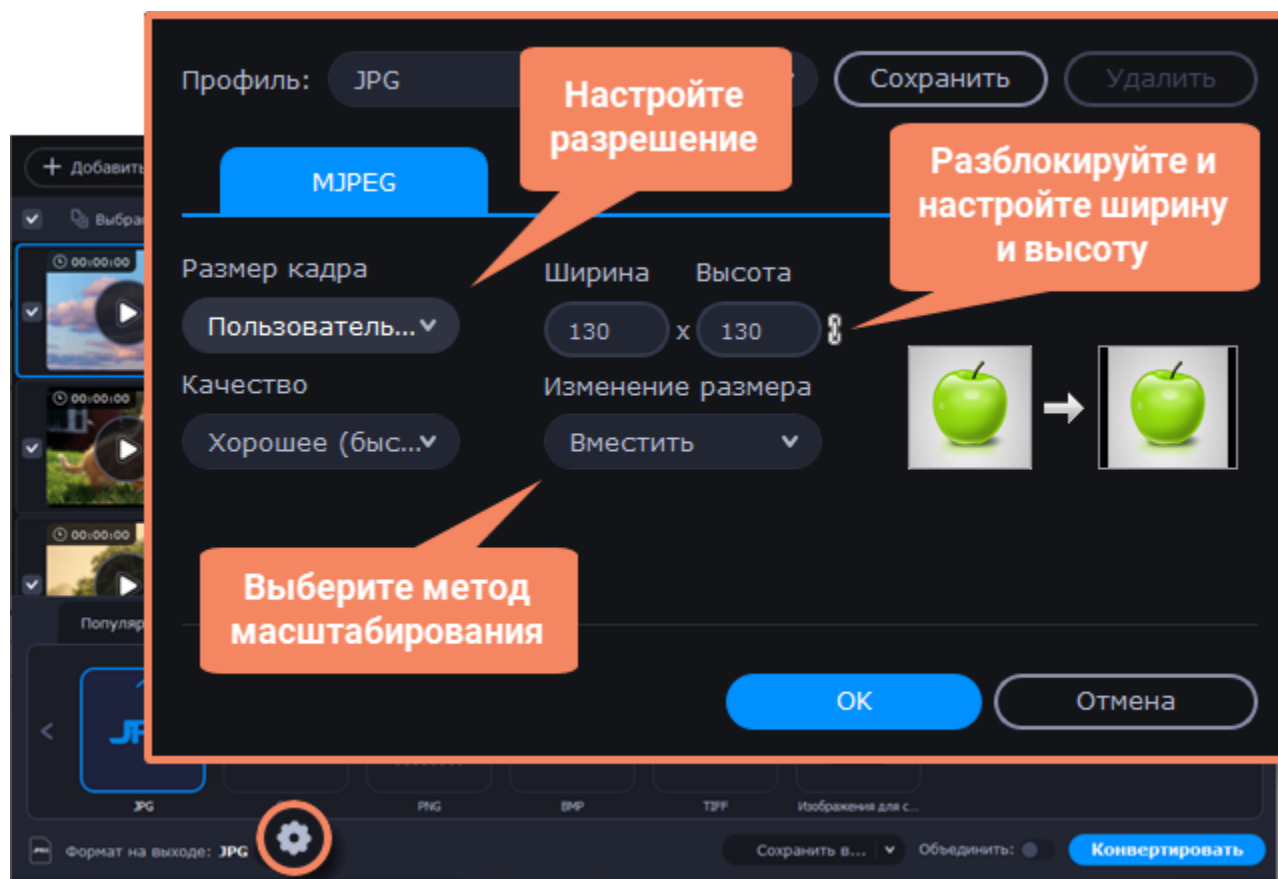 Профиль:
JPG
Сохранить
Удалить
Настройте
разрешение
Разблокируйте и
настройте ширину
и высоту
+ Добавить
MJPEG
00:00:00
Размер кадра
Ширина
Высота
Пользователь...
130
x
130
Качество
Изменение размера
00:00:00
Хорошее (быс...
Вместить
00:00:00
Выберите метод
масштабирования
OK
Отмена
JPG
PNG
BMP
TIFF
Изображения для с...
Формат на выходе: JPG
Сохранить в...
Объединить:
Конвертировать